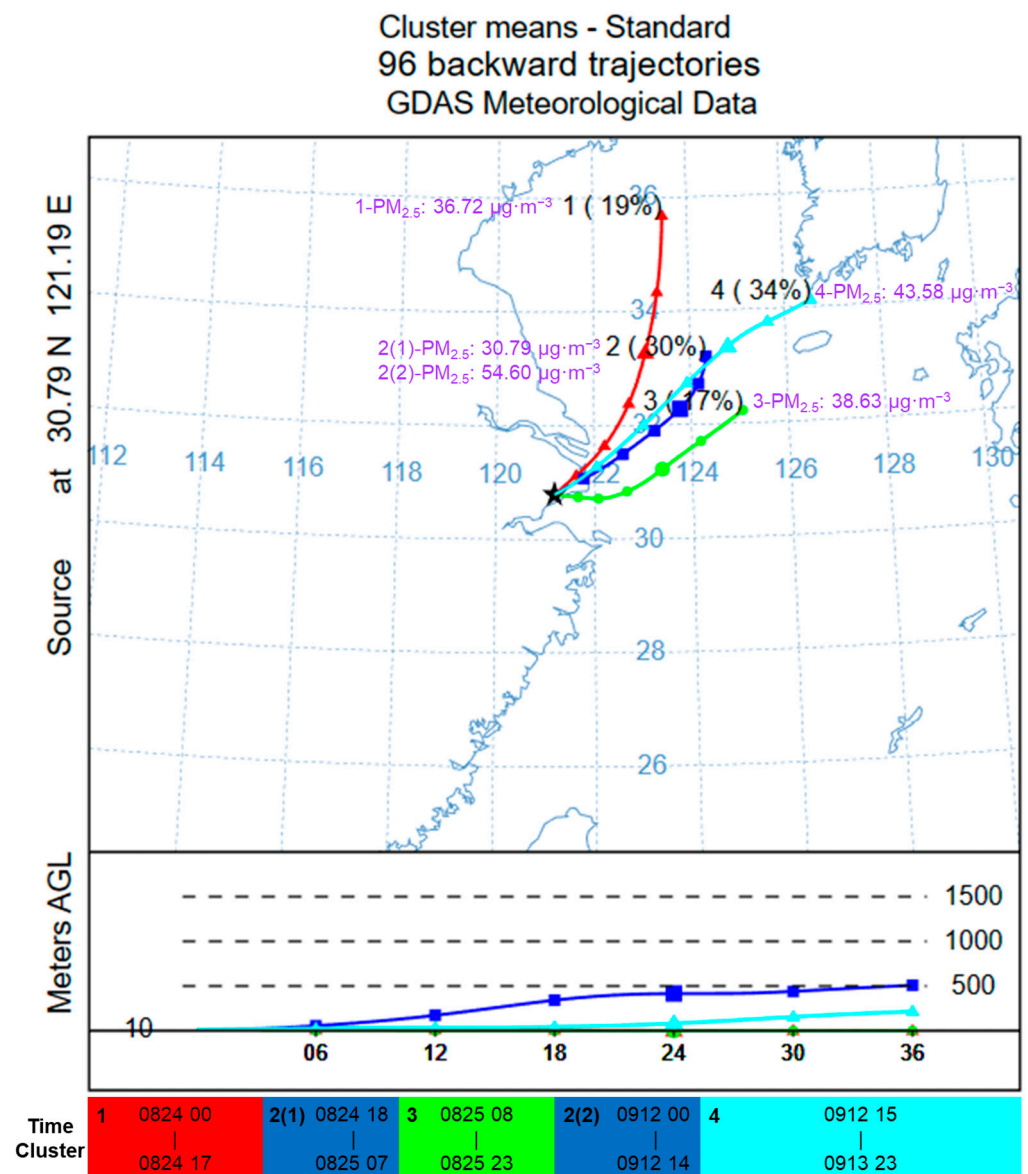 Cluster means - Standard
96 backward trajectories
GDAS Meteorological Data
Source at 30.79 N 121.19 E
36
1-PM2.5: 36.72 µg·m−3 1 ( 19%)
4 ( 34%) 4-PM2.5: 43.58 µg·m−3
34
2(1)-PM2.5: 30.79 µg·m−3 2 ( 30%)
2(2)-PM2.5: 54.60 µg·m−3
3 ( 17%) 3-PM2.5: 38.63 µg·m−3
32
112 114 116 118 120 122 124 126 128 130
30
28
26
Meters AGL
1500
1000
500
10
06 12 18 24 30 36
Time
Cluster
1 0824 00
0824 17
2(1) 0824 18
0825 07
3 0825 08
0825 23
2(2) 0912 00
0912 14
4 0912 15
0913 23